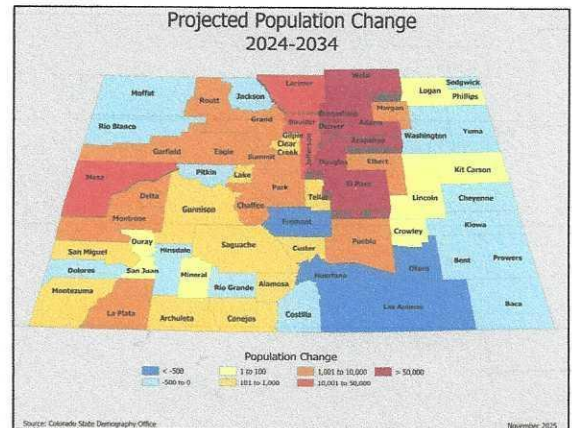 Projected Population Change
2024-2034
Moffat
Routt
Jackson
Larimer
Weld
Sedgwick
Logan
Phillips
Morgan
Rio Blanco
Grand
Boulder
Broomfield
Adams
Washington
Yuma
Gilpin
Denver
Clear
Creek
Jefferson
Arapahoe
Garfield
Eagle
Summit
Douglas
Elbert
Kit Carson
Mesa
Pitkin
Lake
Park
Delta
Gunnison
Chaffee
Teller
El Paso
Lincoln
Cheyenne
Montrose
Fremont
Kiowa
Ouray
Saguache
Custer
Pueblo
Crowley
San Miguel
Hinsdale
Dolores
San Juan
Mineral
Rio Grande
Alamosa
Huerfano
Otero
Bent
Prowers
Montezuma
La Plata
Archuleta
Conejos
Costilla
Las Animas
Baca
Population Change
< -500
1 to 100
1,001 to 10,000
> 50,000
-500 to 0
101 to 1,000
10,001 to 50,000
Source: Colorado State Demography Office
November 2025